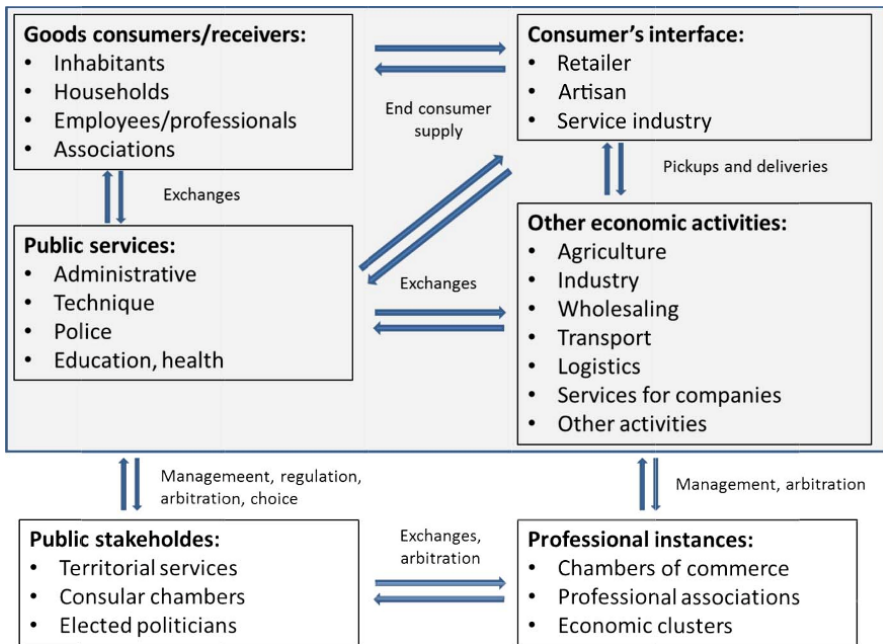 Goods consumers/receivers:
• Inhabitants
• Households
• Employees/professionals
• Associations
Consumer's interface:
• Retailer
• Artisan
• Service industry
End consumer
supply
Exchanges
Pickups and deliveries
Public services:
• Administrative
• Technique
• Police
• Education, health
Exchanges
Other economic activities:
• Agriculture
• Industry
• Wholesaling
• Transport
• Logistics
• Services for companies
• Other activities
Managemeent, regulation,
arbitration, choice
Management, arbitration
Public stakehodes:
• Territorial services
• Consular chambers
• Elected politicians
Exchanges,
arbitration
Professional instances:
• Chambers of commerce
• Professional associations
• Economic clusters